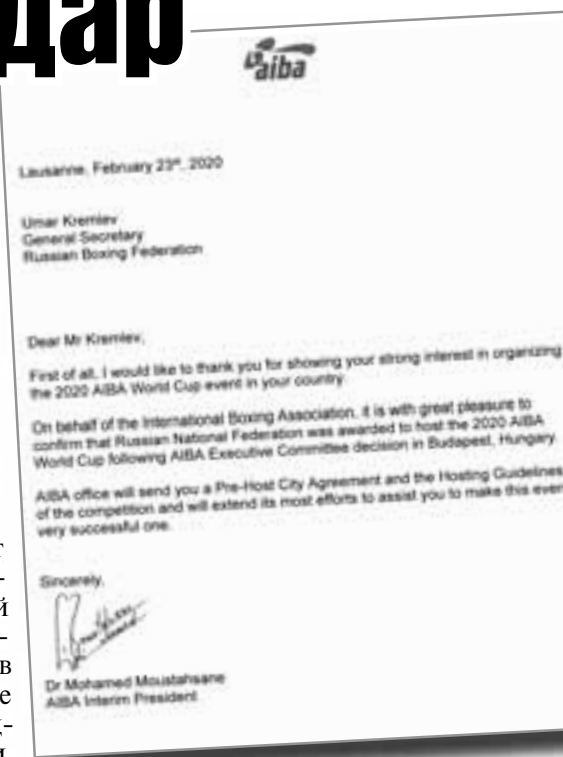 дар
aiba
Lausanne, February 23rd, 2020
Umar Kremlev
General Secretary
Russian Boxing Federation
Dear Mr Kremlev,
First of all, I would like to thank you for showing your strong interest in organizing
the 2020 AIBA World Cup event in your country.
On behalf of the International Boxing Association, it is with great pleasure to
confirm that Russian National Federation was awarded to host the 2020 AIBA
World Cup following AIBA Executive Committee decision in Budapest, Hungary.
AIBA office will send you a Pre-Host City Agreement and the Hosting Guidelines
of the competition and will extend its most efforts to assist you to make this even
very successful one.
Sincerely,
Dr Mohamed Moustahsane
AIBA Interim President
т
-
й
-
в
е
-